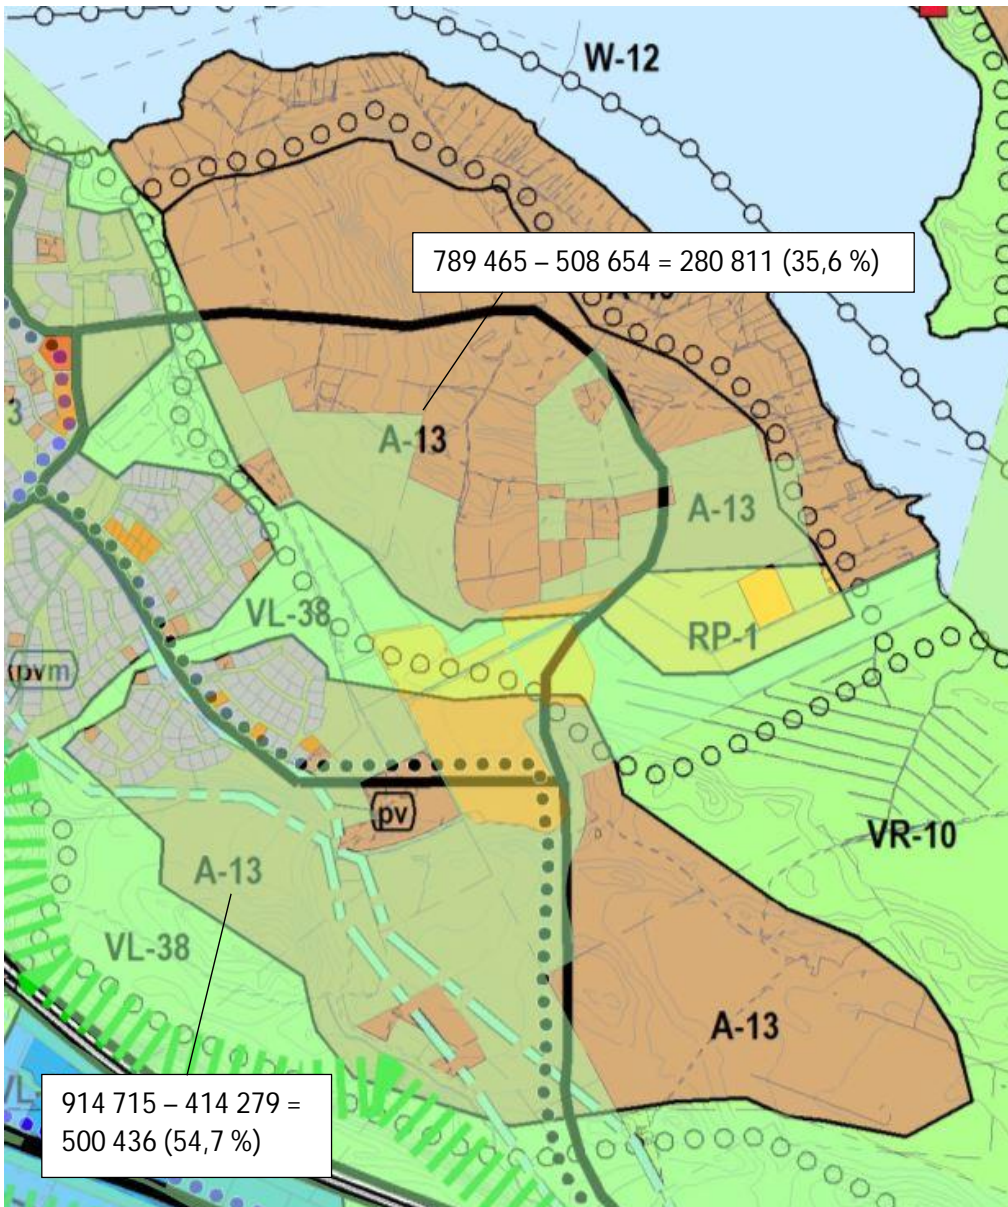 W-12
789 465 – 508 654 = 280 811 (35,6 %)
A-13
A-13
3
VL-38
RP-1
pvm
pv
VR-10
A-13
VL-38
A-13
914 715 – 414 279 =
500 436 (54,7 %)